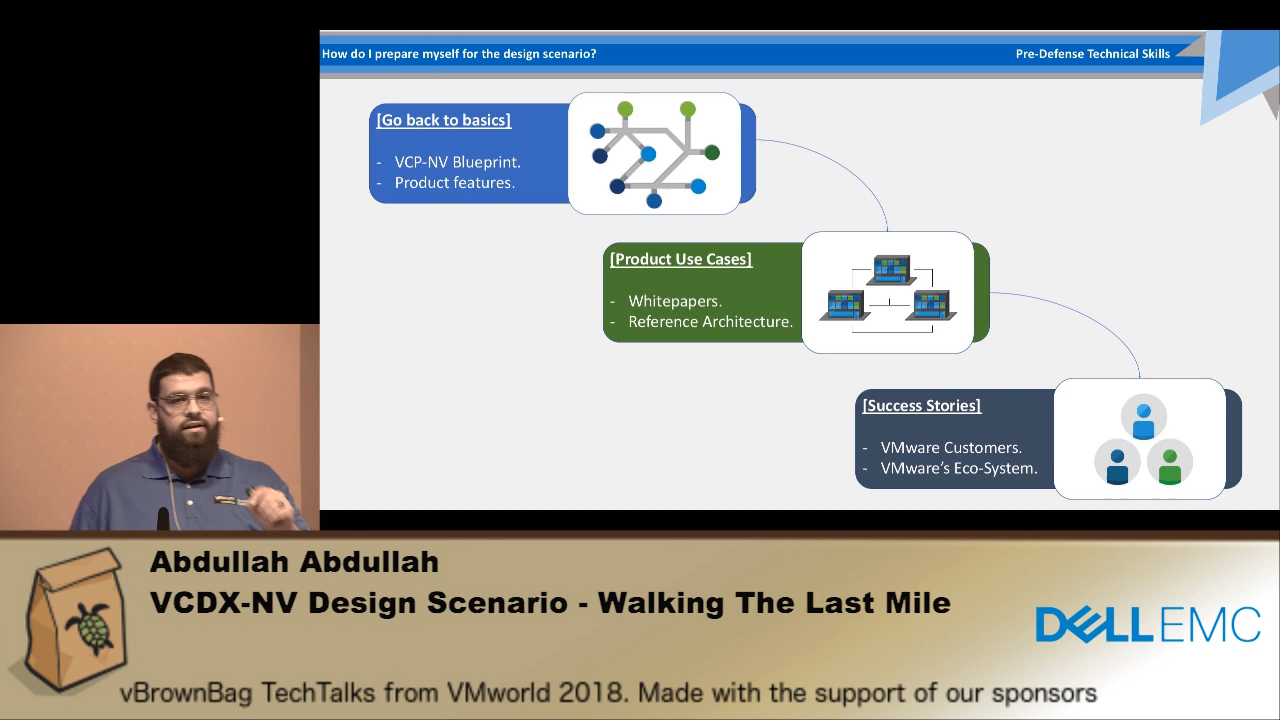 How do I prepare myself for the design scenario?
Pre-Defense Technical Skills
[Go back to basics]
- VCP-NV Blueprint.
- Product features.
[Product Use Cases]
- Whitepapers.
- Reference Architecture.
[Success Stories]
- VMware Customers.
- VMware's Eco-System.
Abdullah Abdullah
VCDX-NV Design Scenario - Walking The Last Mile
DELL EMC
vBrownBag TechTalks from VMworld 2018. Made with the support of our sponsors